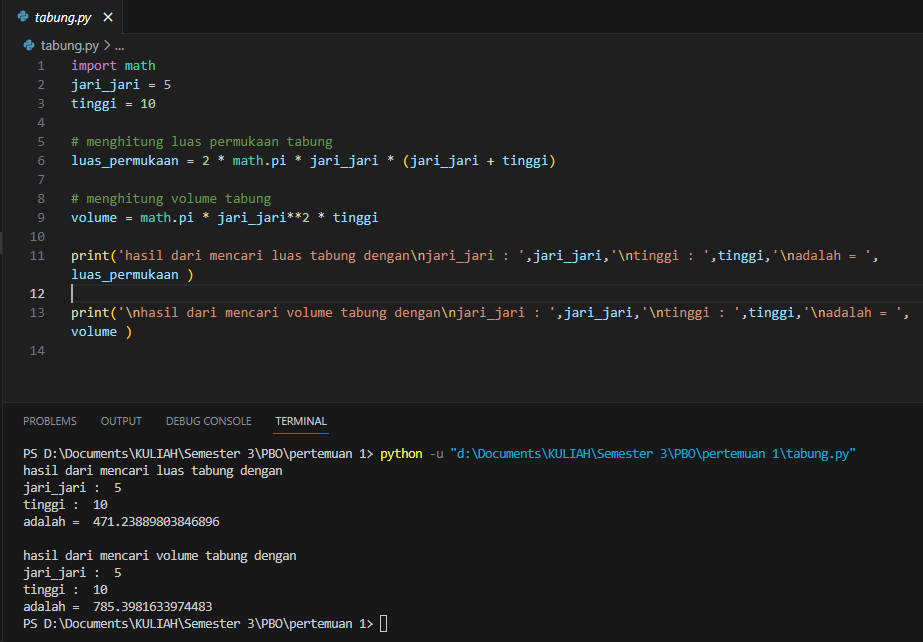 tabung.py ✕
tabung.py > ...
1 import math
2 jari_jari = 5
3 tinggi = 10
4
5 # menghitung luas permukaan tabung
6 luas_permukaan = 2 * math.pi * jari_jari * (jari_jari + tinggi)
7
8 # menghitung volume tabung
9 volume = math.pi * jari_jari**2 * tinggi
10
11 print('hasil dari mencari luas tabung dengan\njari_jari : ',jari_jari,'\ntinggi : ',tinggi,'\nadalah = ',
luas_permukaan )
12
13 print('\nhasil dari mencari volume tabung dengan\njari_jari : ',jari_jari,'\ntinggi : ',tinggi,'\nadalah = ',
volume )
14
PROBLEMS OUTPUT DEBUG CONSOLE TERMINAL
PS D:\Documents\KULIAH\Semester 3\PBO\pertemuan 1> python -u "d:\Documents\KULIAH\Semester 3\PBO\pertemuan 1\tabung.py"
hasil dari mencari luas tabung dengan
jari_jari :  5
tinggi :  10
adalah =  471.23889803846896

hasil dari mencari volume tabung dengan
jari_jari :  5
tinggi :  10
adalah =  785.3981633974483
PS D:\Documents\KULIAH\Semester 3\PBO\pertemuan 1>